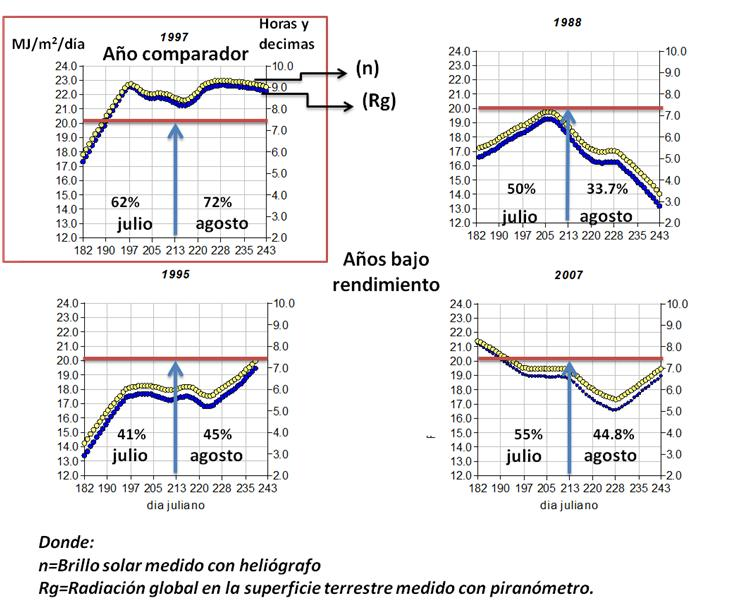 1997
Horas y
decimas
MJ/m²/día
Año comparador
24.0 23.0 22.0 21.0 20.0 19.0 18.0 17.0 16.0 15.0 14.0 13.0 12.0
10.0 9.0 8.0 7.0 6.0 5.0 4.0 3.0 2.0
(n)
(Rg)
62% 72%
julio agosto
182 190 197 205 213 220 228 235 243
1988
24.0 23.0 22.0 21.0 20.0 19.0 18.0 17.0 16.0 15.0 14.0 13.0 12.0
10.0 9.0 8.0 7.0 6.0 5.0 4.0 3.0 2.0
50% 33.7%
julio agosto
182 190 197 205 213 220 228 235 243
Años bajo
rendimiento
1995
24.0 23.0 22.0 21.0 20.0 19.0 18.0 17.0 16.0 15.0 14.0 13.0 12.0
10.0 9.0 8.0 7.0 6.0 5.0 4.0 3.0 2.0
41% 45%
julio agosto
182 190 197 205 213 220 228 235 243
dia juliano
2007
24.0 23.0 22.0 21.0 20.0 19.0 18.0 17.0 16.0 15.0 14.0 13.0 12.0
10.0 9.0 8.0 7.0 6.0 5.0 4.0 3.0 2.0
55% 44.8%
julio agosto
182 190 197 205 213 220 228 235 243
dia juliano
Donde:
n=Brillo solar medido con heliógrafo
Rg=Radiación global en la superficie terrestre medido con piranómetro.